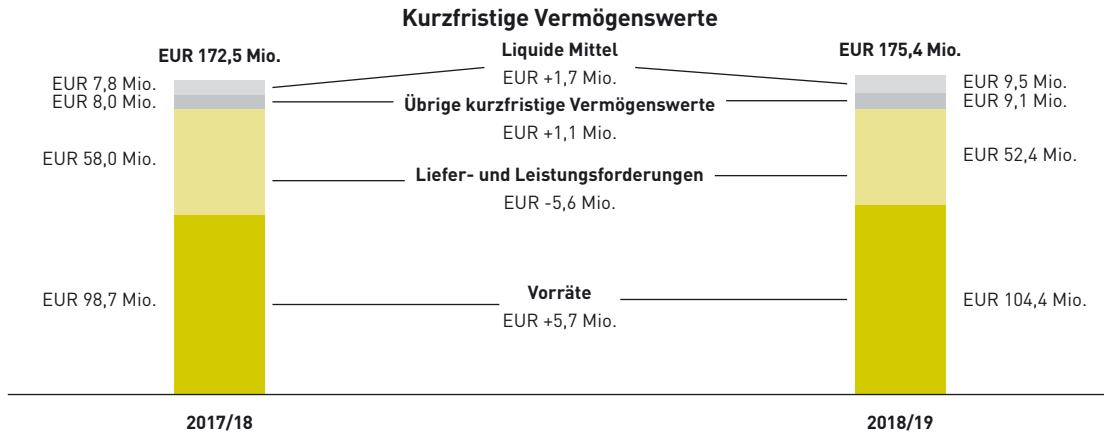 Kurzfristige Vermögenswerte
EUR 172,5 Mio.
Liquide Mittel
EUR 175,4 Mio.
EUR 7,8 Mio.
EUR +1,7 Mio.
EUR 9,5 Mio.
EUR 8,0 Mio.
Übrige kurzfristige Vermögenswerte
EUR 9,1 Mio.
EUR +1,1 Mio.
EUR 58,0 Mio.
EUR 52,4 Mio.
Liefer- und Leistungsforderungen
EUR -5,6 Mio.
EUR 98,7 Mio.
Vorräte
EUR 104,4 Mio.
EUR +5,7 Mio.
2017/18
2018/19